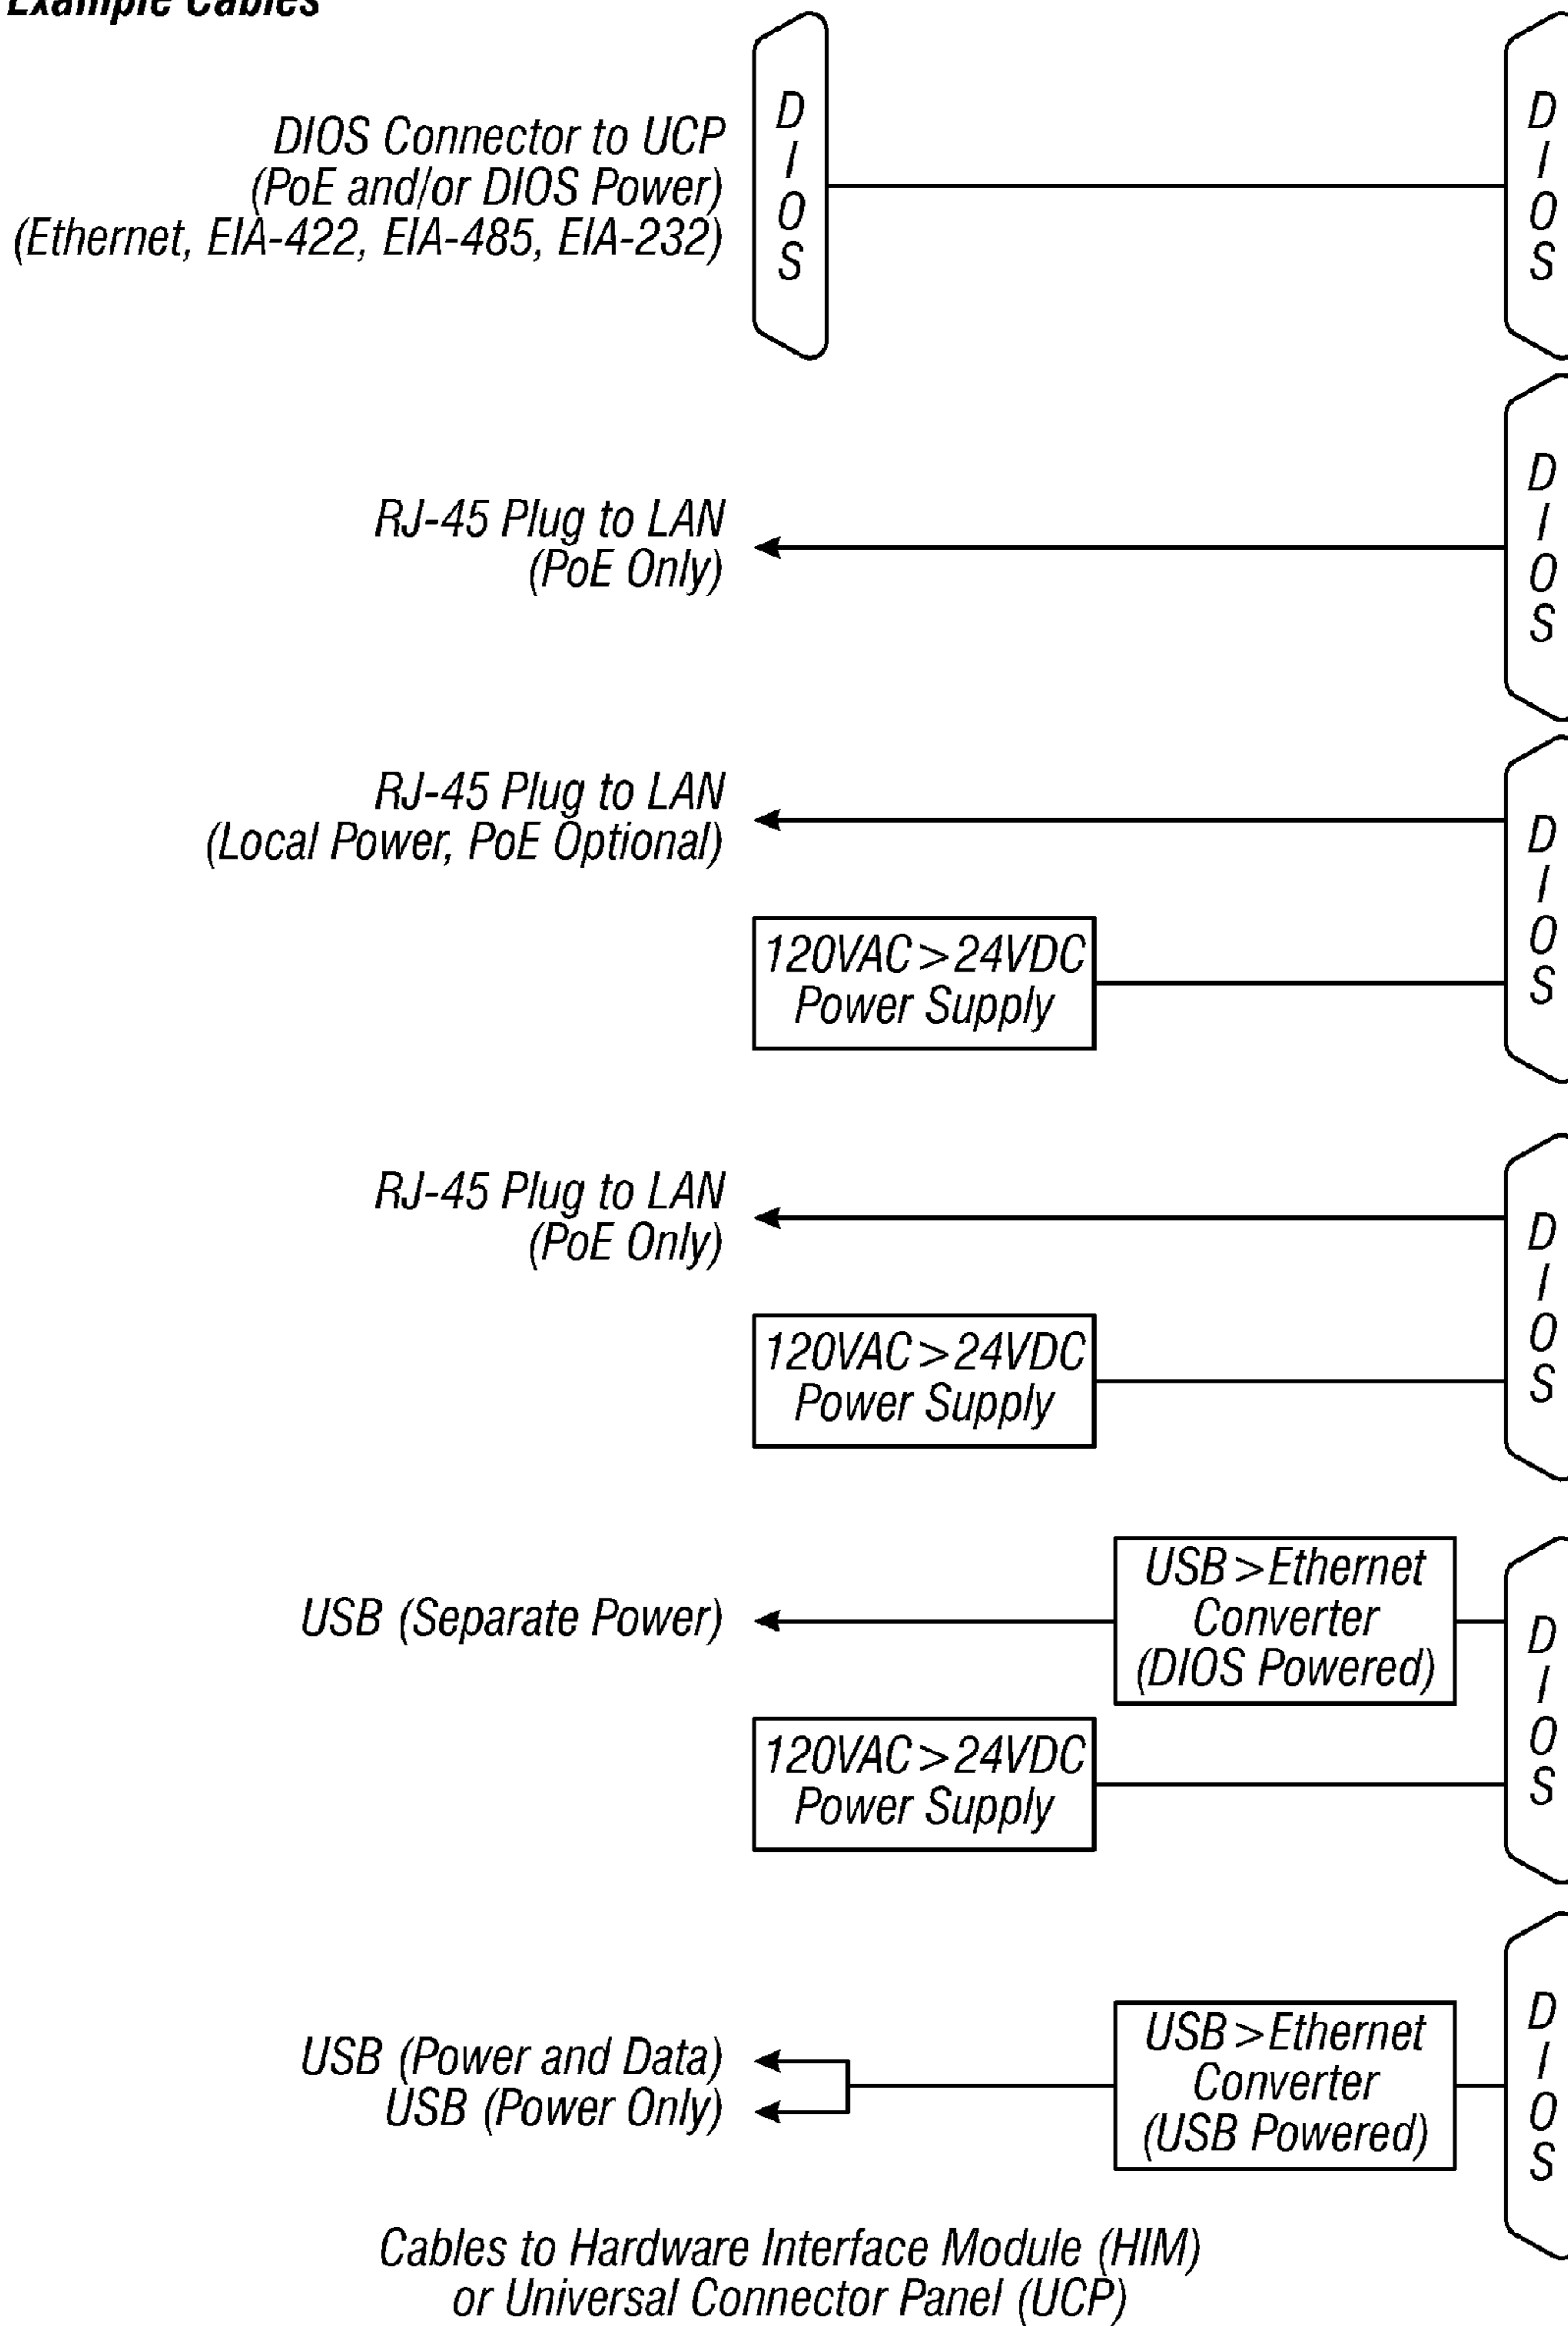 Example Cables
DIOS Connector to UCP
(PoE and/or DIOS Power)
(Ethernet, EIA-422, EIA-485, EIA-232)
D
I
O
S
D
I
O
S
RJ-45 Plug to LAN
(PoE Only)
D
I
O
S
RJ-45 Plug to LAN
(Local Power, PoE Optional)
120VAC>24VDC
Power Supply
D
I
O
S
RJ-45 Plug to LAN
(PoE Only)
120VAC>24VDC
Power Supply
D
I
O
S
USB (Separate Power)
USB>Ethernet
Converter
(DIOS Powered)
120VAC>24VDC
Power Supply
D
I
O
S
USB (Power and Data)
USB (Power Only)
USB>Ethernet
Converter
(USB Powered)
D
I
O
S
Cables to Hardware Interface Module (HIM)
or Universal Connector Panel (UCP)